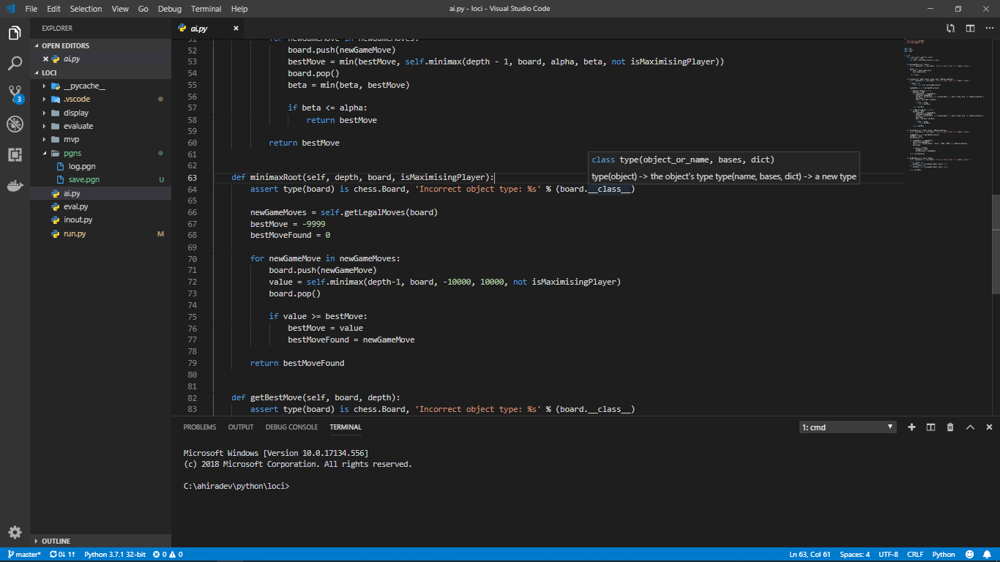 File Edit Selection View Go Debug Terminal Help
ai.py - loci - Visual Studio Code
EXPLORER
OPEN EDITORS
ai.py
LOCI
__pycache__
.vscode
display
evaluate
mvp
pgns
log.pgn
save.pgn U
ai.py
eval.py
inout.py
run.py M
OUTLINE
3
ai.py
51 for newGameMove in newGameMoves:
52 board.push(newGameMove)
53 bestMove = min(bestMove, self.minimax(depth - 1, board, alpha, beta, not isMaximisingPlayer))
54 board.pop()
55 beta = min(beta, bestMove)
56
57 if beta <= alpha:
58 return bestMove
59
60 return bestMove
61
62
63 def minimaxRoot(self, depth, board, isMaximisingPlayer):
64 assert type(board) is chess.Board, 'Incorrect object type: %s' % (board.__class__)
65
66 newGameMoves = self.getLegalMoves(board)
67 bestMove = -9999
68 bestMoveFound = 0
69
70 for newGameMove in newGameMoves:
71 board.push(newGameMove)
72 value = self.minimax(depth-1, board, -10000, 10000, not isMaximisingPlayer)
73 board.pop()
74
75 if value >= bestMove:
76 bestMove = value
77 bestMoveFound = newGameMove
78
79 return bestMoveFound
80
81
82 def getBestMove(self, board, depth):
83 assert type(board) is chess.Board, 'Incorrect object type: %s' % (board.__class__)
class type(object_or_name, bases, dict)
type(object) -> the object's type type(name, bases, dict) -> a new type
PROBLEMS OUTPUT DEBUG CONSOLE TERMINAL
1: cmd
Microsoft Windows [Version 10.0.17134.556]
(c) 2018 Microsoft Corporation. All rights reserved.
C:\ahiradev\python\loci>
master* 0↓ 1↑ Python 3.7.1 32-bit 0 0
Ln 63, Col 61 Spaces: 4 UTF-8 CRLF Python